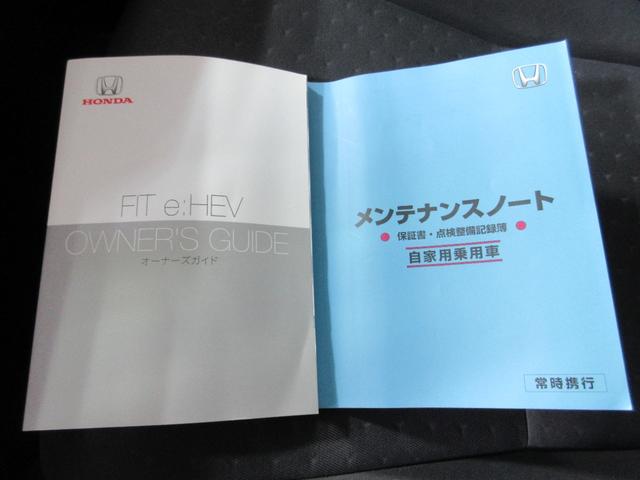 HONDA
FIT e:HEV
OWNER'S GUIDE
オーナーズガイド
メンテナンスノート
保証書・点検整備記録簿
自家用乗用車
常時携行